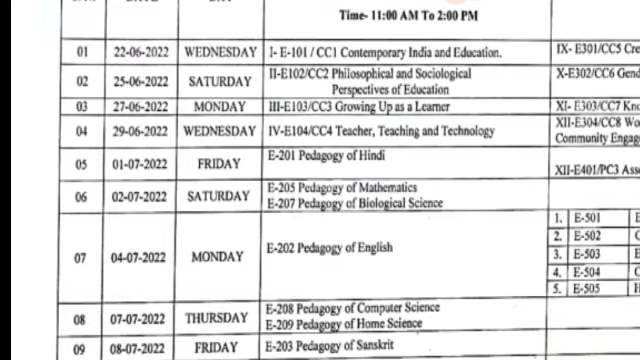 Time- 11:00 AM To 2:00 PM
01 22-06-2022 WEDNESDAY I- E-101 / CC1 Contemporary India and Education. IX- E301/CC5 Cre
02 25-06-2022 SATURDAY II-E102/CC2 Philosophical and Sociological X-E302/CC6 Gend
Perspectives of Education
03 27-06-2022 MONDAY III-E103/CC3 Growing Up as a Learner XI- E303/CC7 Kno
04 29-06-2022 WEDNESDAY IV-E104/CC4 Teacher, Teaching and Technology XII-E304/CC8 Wo
Community Engag
05 01-07-2022 FRIDAY E-201 Pedagogy of Hindi
XII-E401/PC3 Asse
06 02-07-2022 SATURDAY E-205 Pedagogy of Mathematics
E-207 Pedagogy of Biological Science
07 04-07-2022 MONDAY E-202 Pedagogy of English
1. E-501 E
2. E-502 C
3. E-503 E
4. E-504 C
5. E-505 H
08 07-07-2022 THURSDAY E-208 Pedagogy of Computer Science
E-209 Pedagogy of Home Science
09 08-07-2022 FRIDAY E-203 Pedagogy of Sanskrit